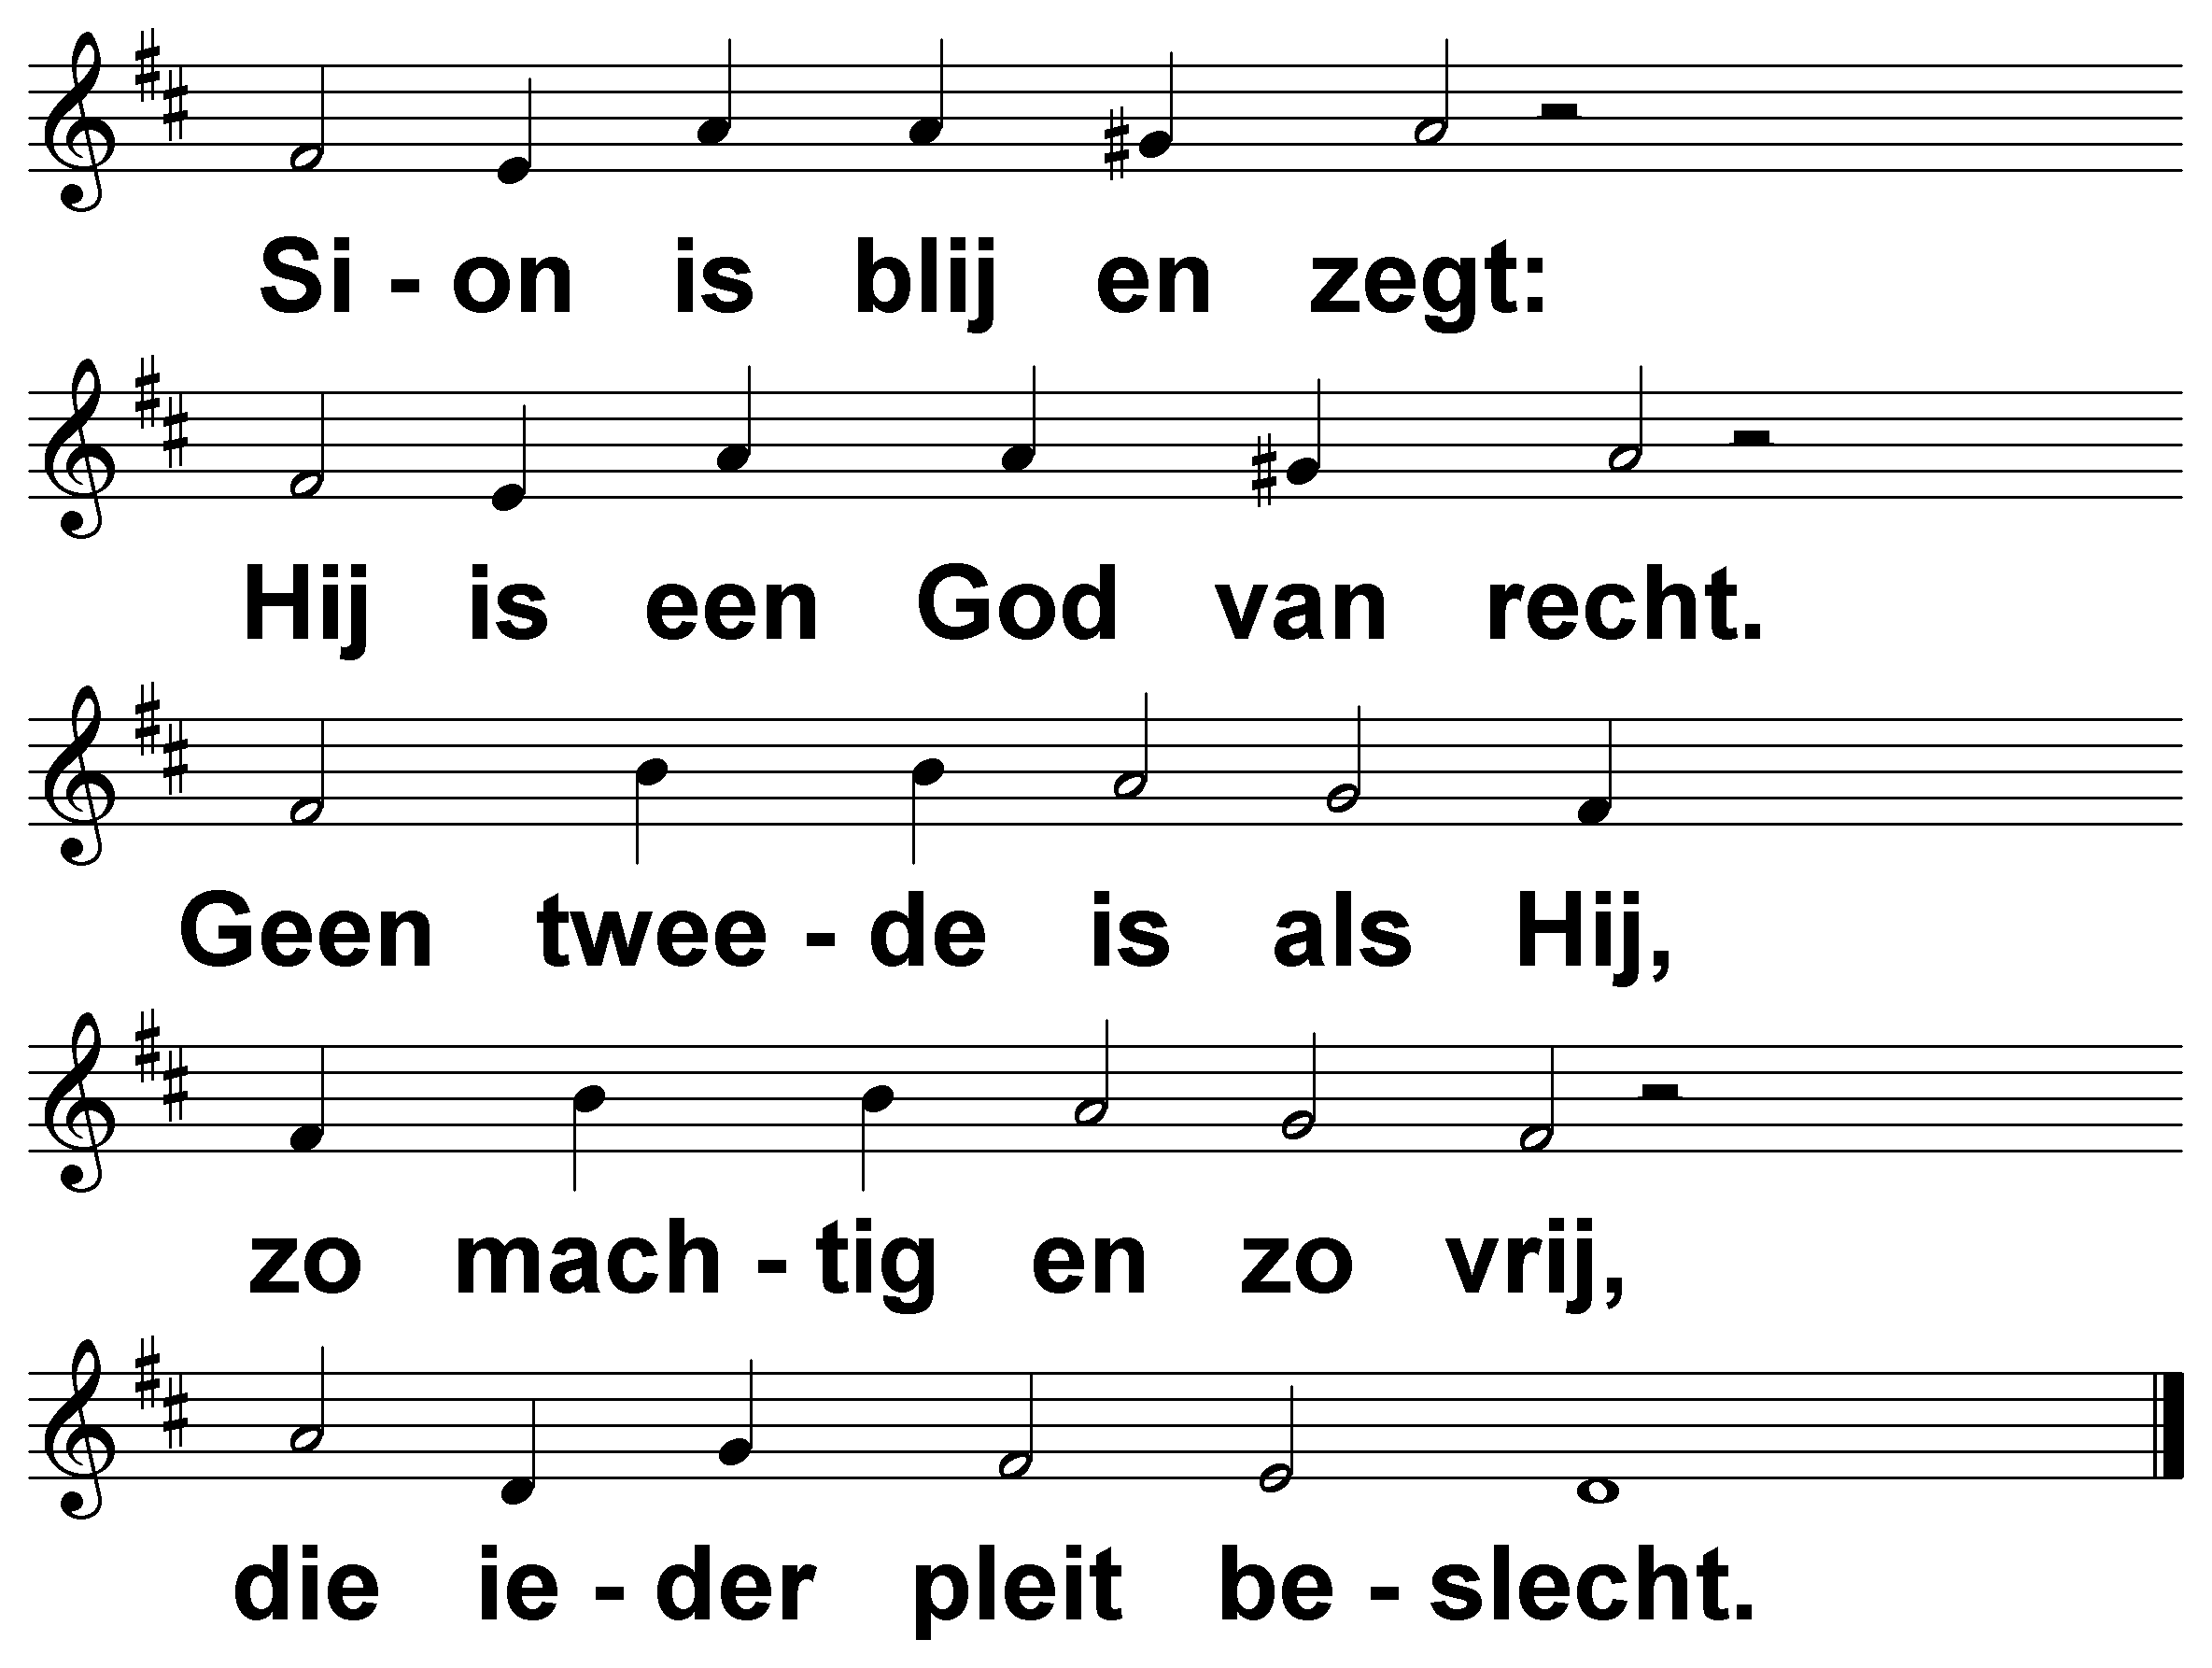 Si - on is blij en zegt:
Hij is een God van recht.
Geen twee - de is als Hij,
zo mach - tig en zo vrij,
die ie - der pleit be - slecht.